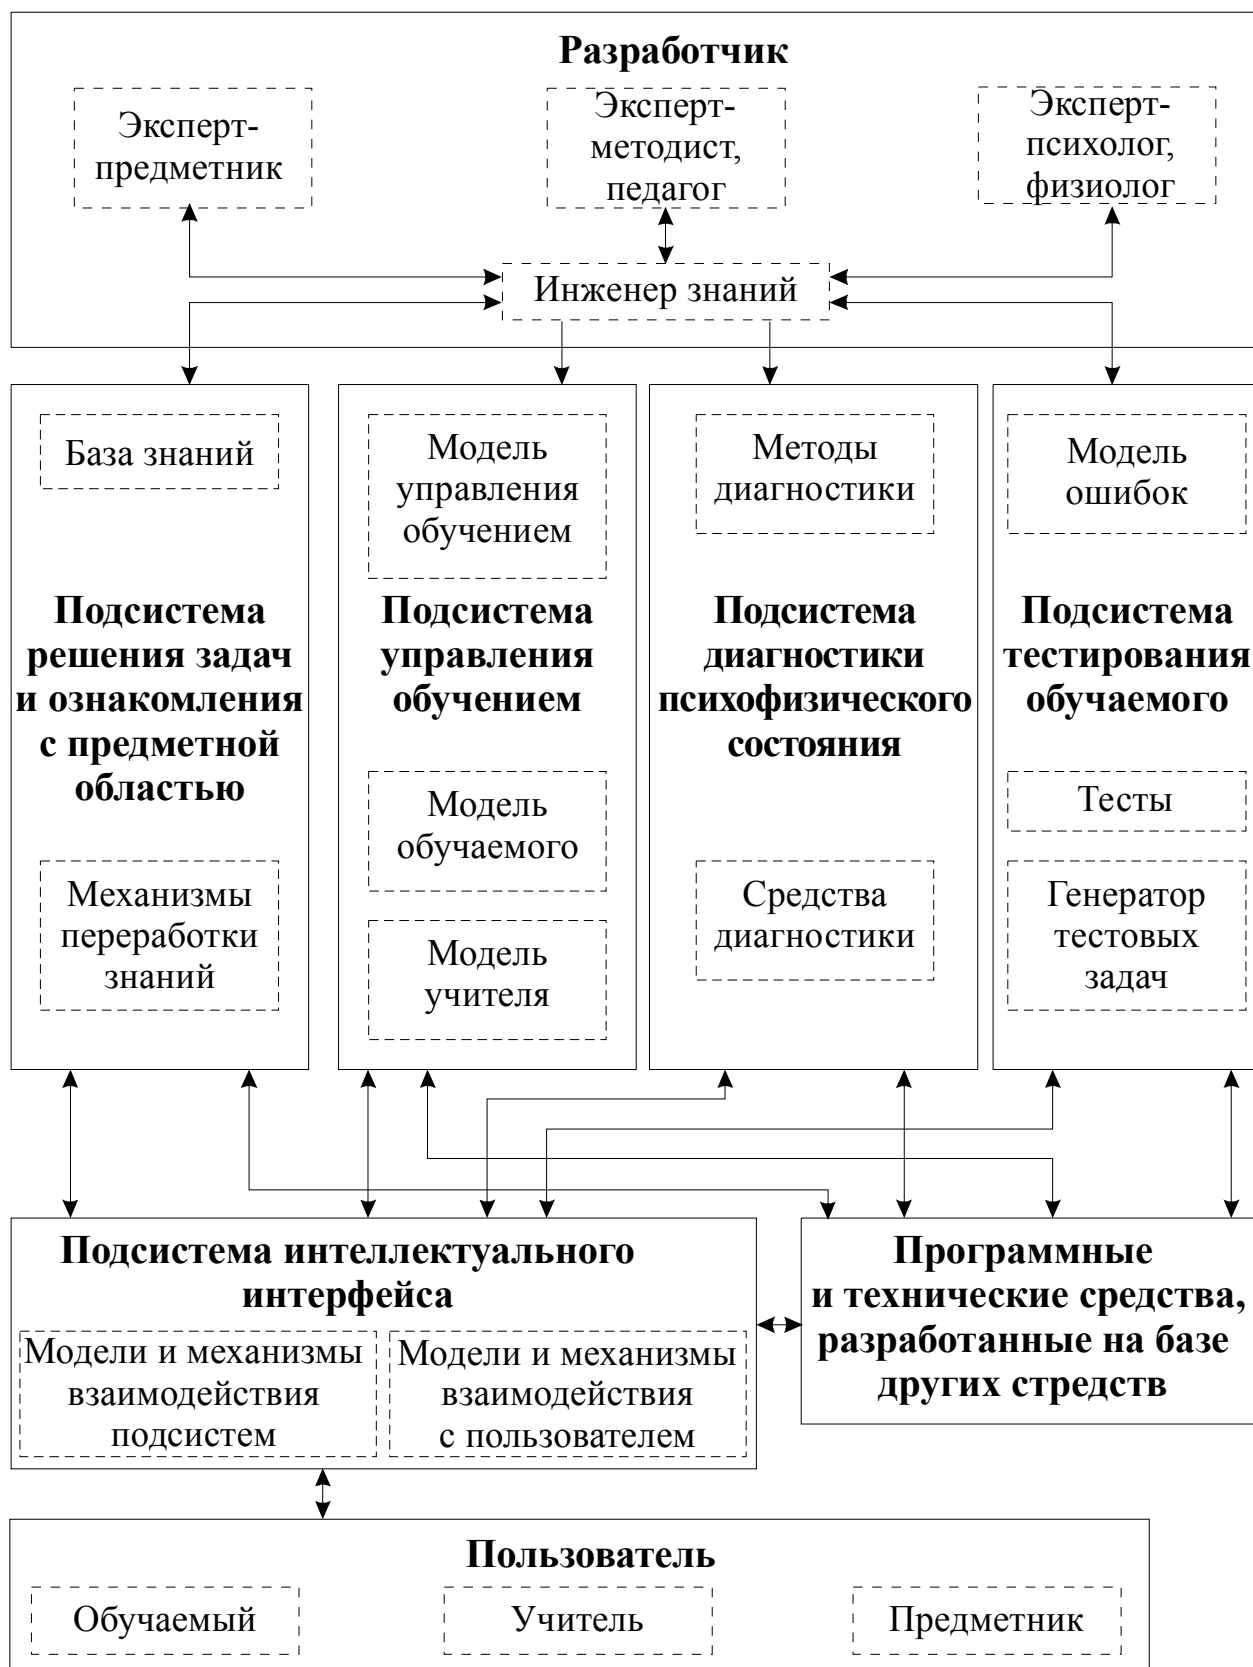 Разработчик
Эксперт-
предметник
Эксперт-
методист,
педагог
Эксперт-
психолог,
физиолог
Инженер знаний
База знаний
Подсистема
решения задач
и ознакомления
с предметной
областью
Механизмы
переработки
знаний
Модель
управления
обучением
Подсистема
управления
обучением
Модель
обучаемого
Модель
учителя
Методы
диагностики
Подсистема
диагностики
психофизического
состояния
Средства
диагностики
Модель
ошибок
Подсистема
тестирования
обучаемого
Тесты
Генератор
тестовых
задач
Подсистема интеллектуального
интерфейса
Модели и механизмы
взаимодействия
подсистем
Модели и механизмы
взаимодействия
с пользователем
Программные
и технические средства,
разработанные на базе
других стредств
Пользователь
Обучаемый
Учитель
Предметник